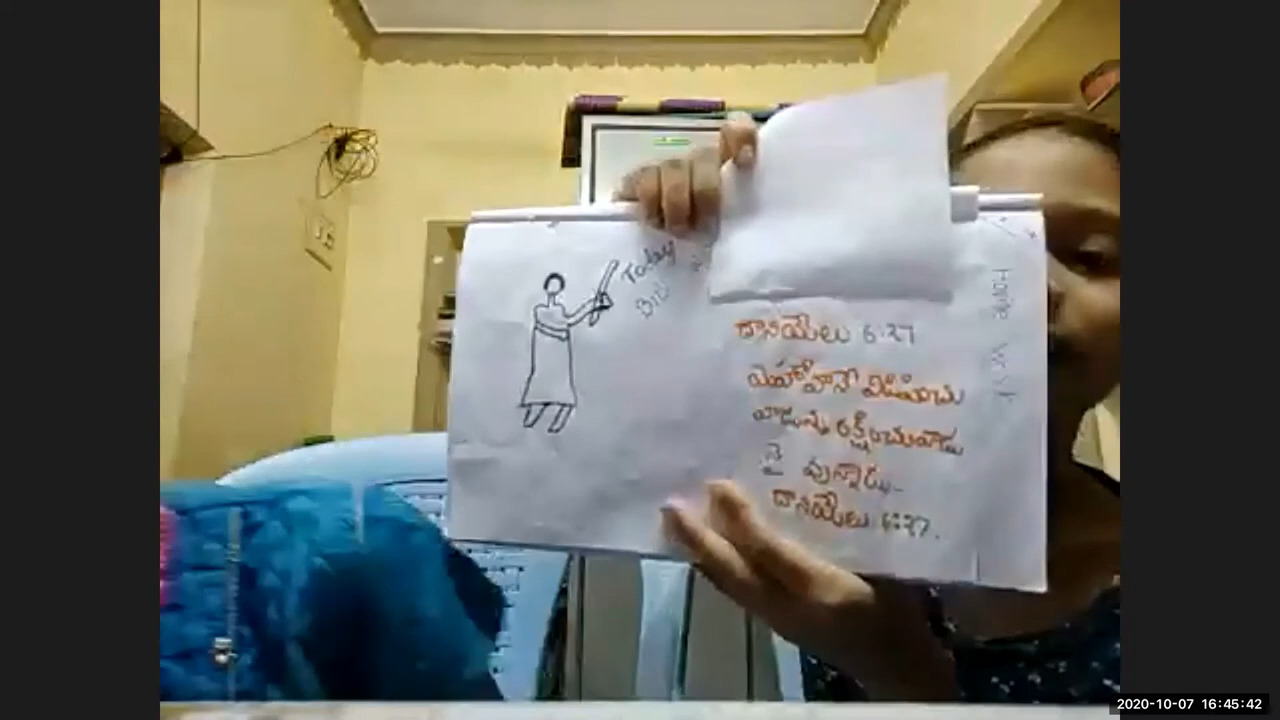 Today
దానియేలు 6:27
యెహోవానే విడిపించు
వాడును రక్షించువాడు
నై వున్నాడు.
దానియేలు 6:27.
2020-10-07 16:45:42